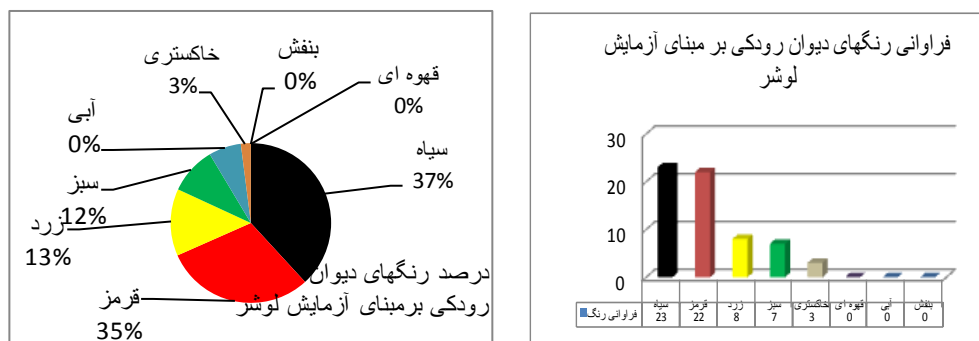 بنفش
0%
خاکستری
3%
قهوه ای
0%
آبی
0%
سیاه
37%
سبز
12%
زرد
13%
درصد رنگهای دیوان
رودکی برمبنای آزمایش لوشر
قرمز
35%
فراوانی رنگهای دیوان رودکی بر مبنای آزمایش
لوشر
30
20
10
0
سیاه قرمز زرد سبز خاکستری قهوه ای آبی بنفش
فراوانی رنگ 23 22 8 7 3 0 0 0